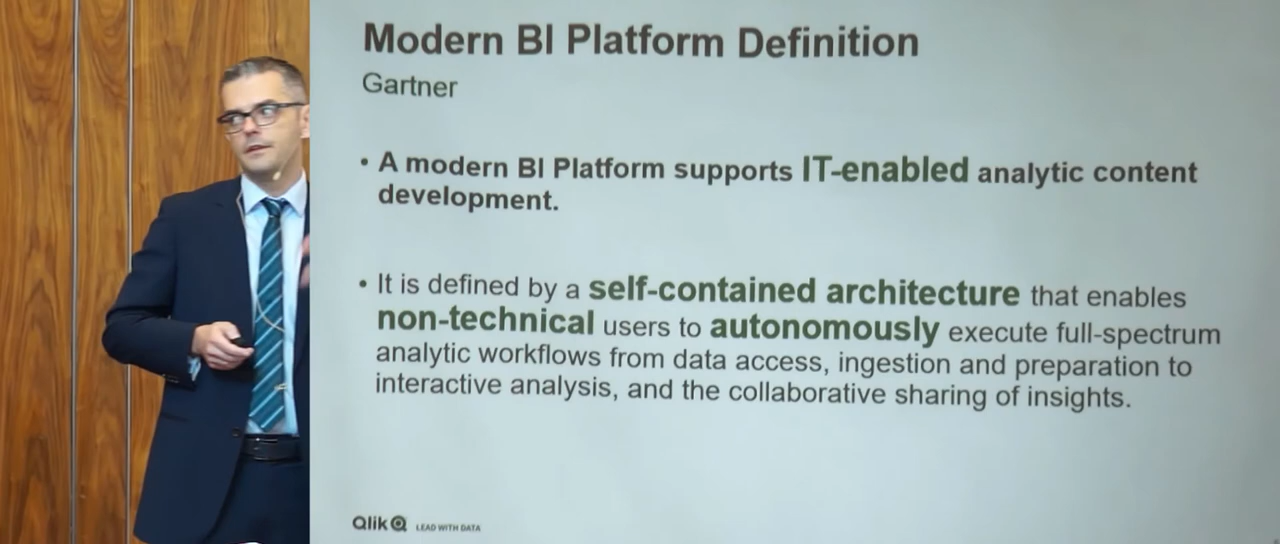 Modern BI Platform Definition
Gartner
• A modern BI Platform supports IT-enabled analytic content
development.
• It is defined by a self-contained architecture that enables
non-technical users to autonomously execute full-spectrum
analytic workflows from data access, ingestion and preparation to
interactive analysis, and the collaborative sharing of insights.
Qlik LEAD WITH DATA